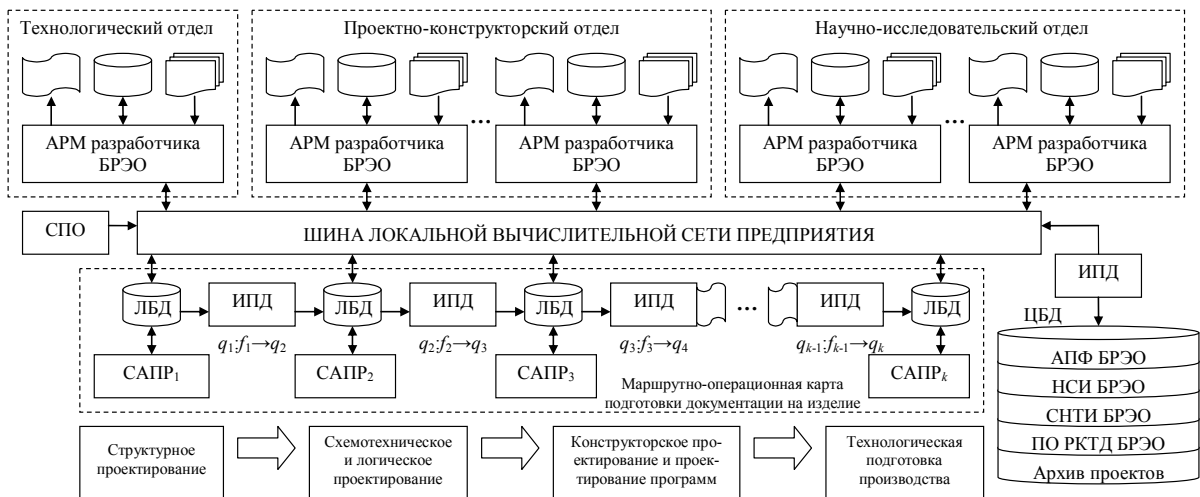 Технологический отдел
Проектно-конструкторский отдел
Научно-исследовательский отдел
...
...
АРМ разработчика
БРЭО
АРМ разработчика
БРЭО
АРМ разработчика
БРЭО
АРМ разработчика
БРЭО
АРМ разработчика
БРЭО
СПО
ШИНА ЛОКАЛЬНОЙ ВЫЧИСЛИТЕЛЬНОЙ СЕТИ ПРЕДПРИЯТИЯ
ИПД
ЛБД
ИПД
ЛБД
ИПД
ЛБД
ИПД
...
ИПД
ЛБД
q1:f1→q2
q2:f2→q3
q3:f3→q4
qk-1:fk-1→qk
САПР1
САПР2
САПР3
САПРk
Маршрутно-операционная карта
подготовки документации на изделие
ЦБД
АПФ БРЭО
НСИ БРЭО
СНТИ БРЭО
ПО РКТД БРЭО
Архив проектов
Структурное
проектирование
Схемотехническое
и логическое
проектирование
Конструкторское про-
ектирование и проек-
тирование программ
Технологическая
подготовка
производства